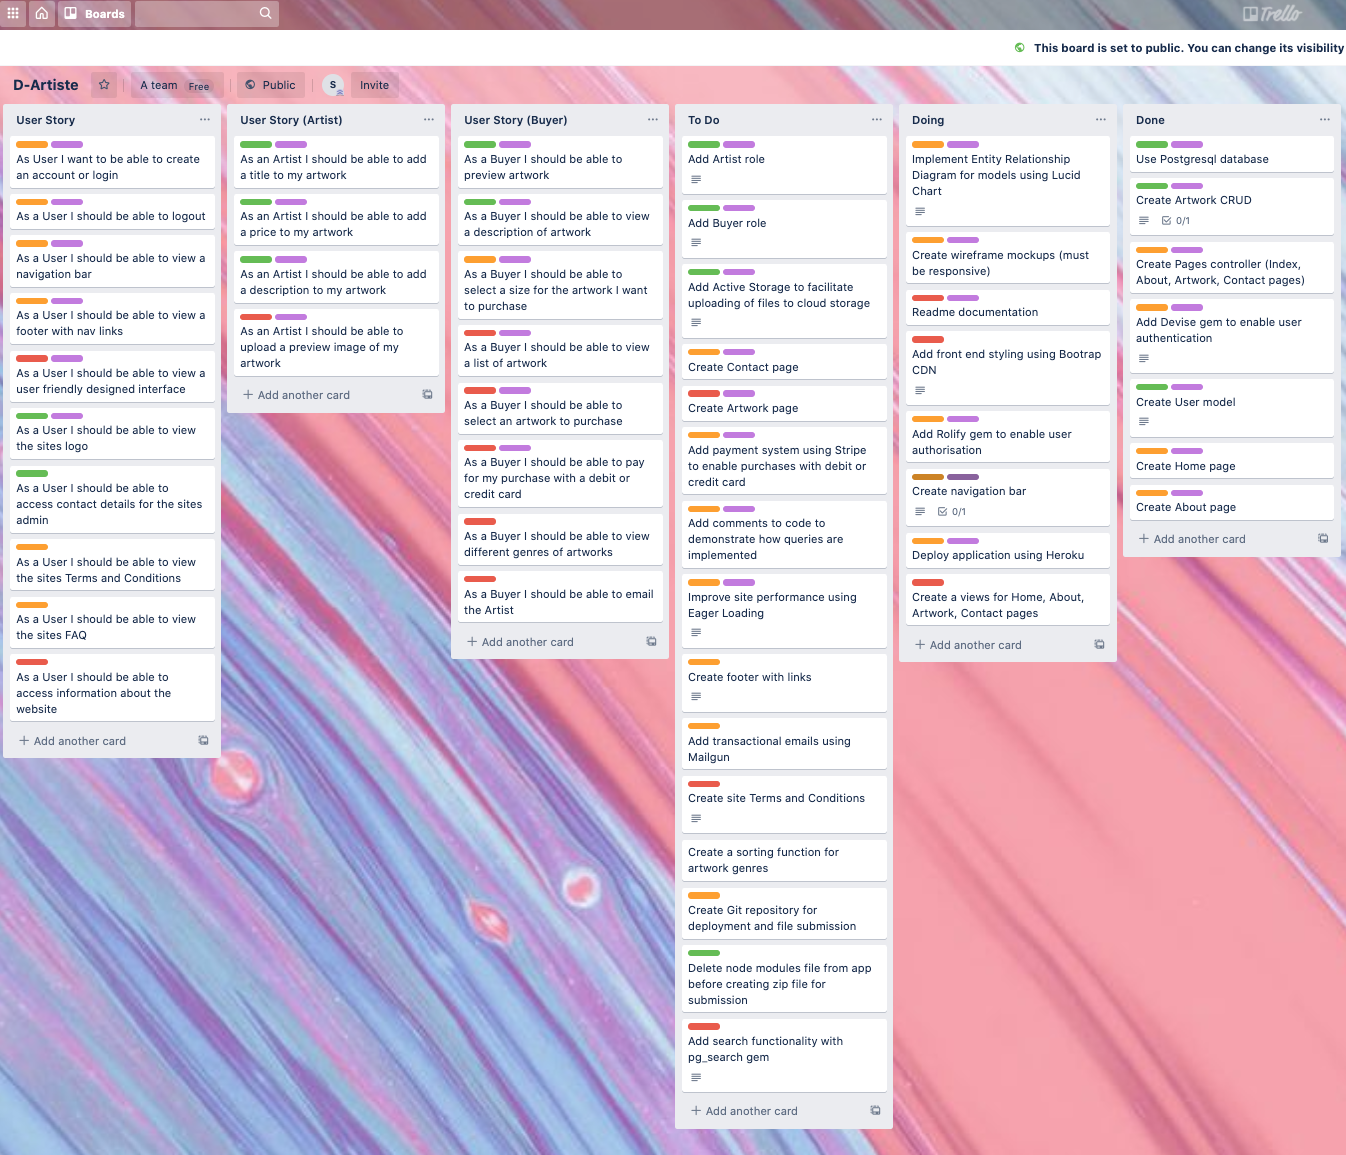 Boards
Trello
This board is set to public. You can change its visibility
D-Artiste
A team Free
Public
S
Invite
User Story
As User I want to be able to create
an account or login
As a User I should be able to logout
As a User I should be able to view a
navigation bar
As a User I should be able to view a
footer with nav links
As a User I should be able to view a
user friendly designed interface
As a User I should be able to view
the sites logo
As a User I should be able to
access contact details for the sites
admin
As a User I should be able to view
the sites Terms and Conditions
As a User I should be able to view
the sites FAQ
As a User I should be able to
access information about the
website
+ Add another card
User Story (Artist)
As an Artist I should be able to add
a title to my artwork
As an Artist I should be able to add
a price to my artwork
As an Artist I should be able to add
a description to my artwork
As an Artist I should be able to
upload a preview image of my
artwork
+ Add another card
User Story (Buyer)
As a Buyer I should be able to
preview artwork
As a Buyer I should be able to view
a description of artwork
As a Buyer I should be able to
select a size for the artwork I want
to purchase
As a Buyer I should be able to view
a list of artwork
As a Buyer I should be able to
select an artwork to purchase
As a Buyer I should be able to pay
for my purchase with a debit or
credit card
As a Buyer I should be able to view
different genres of artworks
As a Buyer I should be able to email
the Artist
+ Add another card
To Do
Add Artist role
Add Buyer role
Add Active Storage to facilitate
uploading of files to cloud storage
Create Contact page
Create Artwork page
Add payment system using Stripe
to enable purchases with debit or
credit card
Add comments to code to
demonstrate how queries are
implemented
Improve site performance using
Eager Loading
Create footer with links
Add transactional emails using
Mailgun
Create site Terms and Conditions
Create a sorting function for
artwork genres
Create Git repository for
deployment and file submission
Delete node modules file from app
before creating zip file for
submission
Add search functionality with
pg_search gem
+ Add another card
Doing
Implement Entity Relationship
Diagram for models using Lucid
Chart
Create wireframe mockups (must
be responsive)
Readme documentation
Add front end styling using Bootrap
CDN
Add Rolify gem to enable user
authorisation
Create navigation bar
0/1
Deploy application using Heroku
Create a views for Home, About,
Artwork, Contact pages
+ Add another card
Done
Use Postgresql database
Create Artwork CRUD
0/1
Create Pages controller (Index,
About, Artwork, Contact pages)
Add Devise gem to enable user
authentication
Create User model
Create Home page
Create About page
+ Add another card